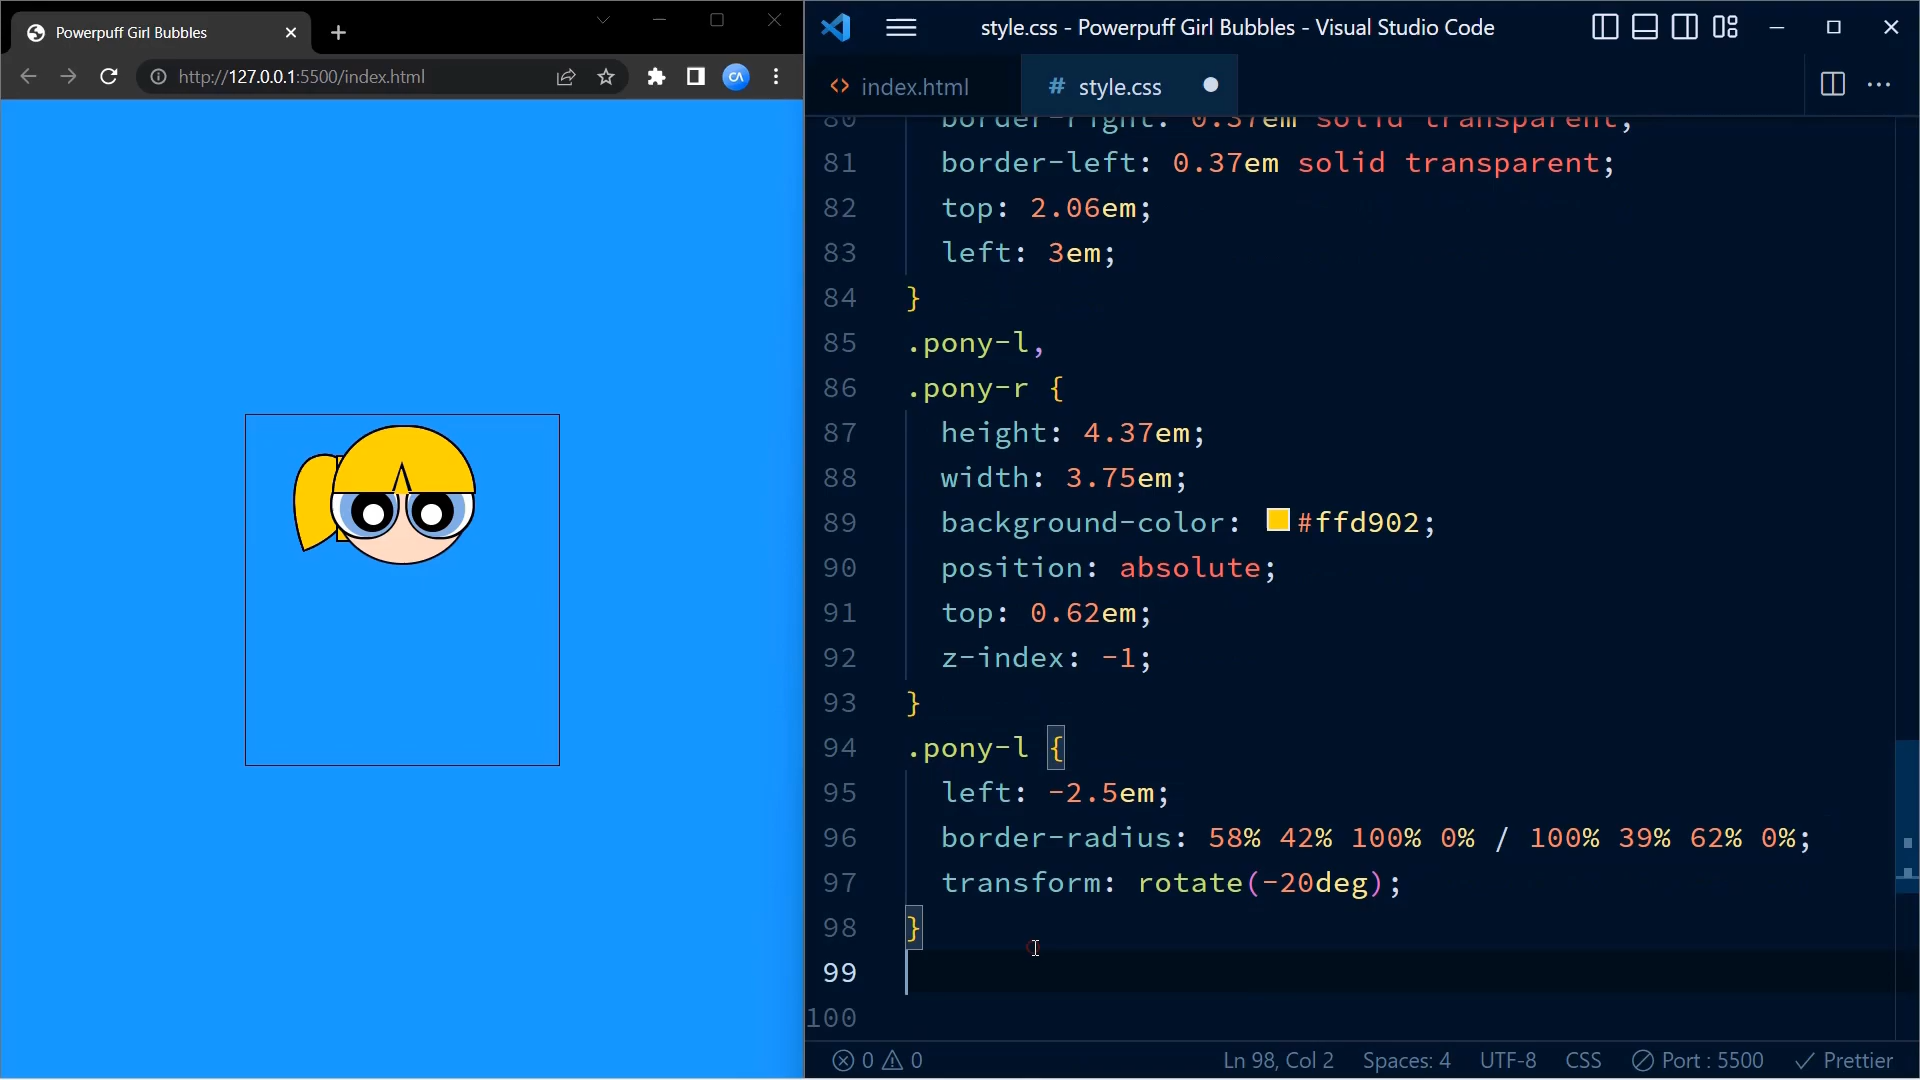 Powerpuff Girl Bubbles
http://127.0.0.1:5500/index.html
CA
style.css - Powerpuff Girl Bubbles - Visual Studio Code
<> index.html
# style.css
80 border-right: 0.37em solid transparent;
81 border-left: 0.37em solid transparent;
82 top: 2.06em;
83 left: 3em;
84 }
85 .pony-l,
86 .pony-r {
87 height: 4.37em;
88 width: 3.75em;
89 background-color: #ffd902;
90 position: absolute;
91 top: 0.62em;
92 z-index: -1;
93 }
94 .pony-l {
95 left: -2.5em;
96 border-radius: 58% 42% 100% 0% / 100% 39% 62% 0%;
97 transform: rotate(-20deg);
98 }
99
100
0 0 Ln 98, Col 2 Spaces: 4 UTF-8 CSS Port : 5500 Prettier